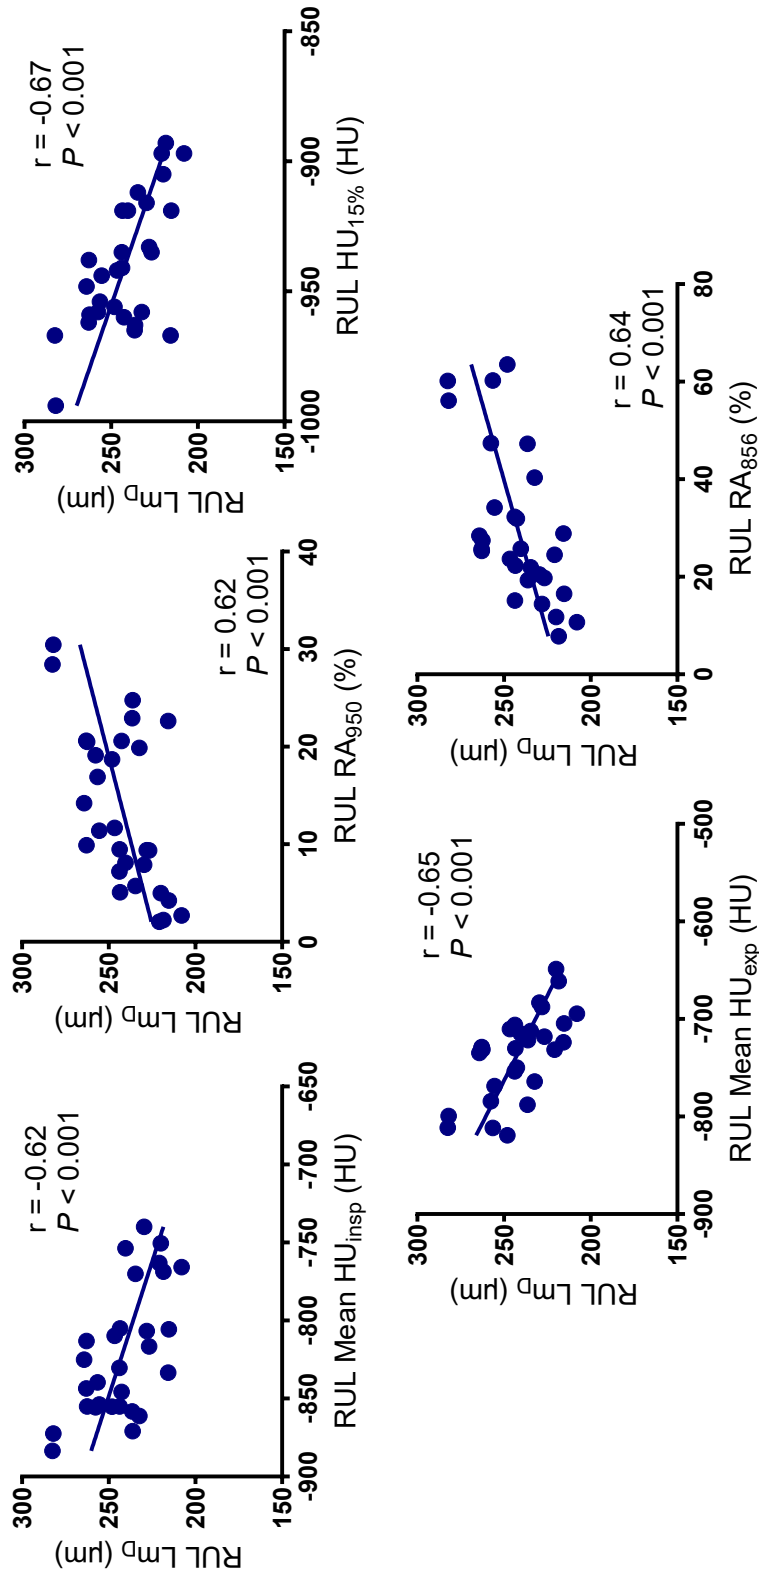 r = -0.62
P < 0.001
300
250
200
150
RUL LmD (µm)
-900 -850 -800 -750 -700 -650
RUL Mean HUinsp (HU)
r = 0.62
P < 0.001
300
250
200
150
RUL LmD (µm)
0 10 20 30 40
RUL RA950 (%)
r = -0.67
P < 0.001
300
250
200
150
RUL LmD (µm)
-1000 -950 -900 -850
RUL HU15% (HU)
r = -0.65
P < 0.001
300
250
200
150
RUL LmD (µm)
-900 -800 -700 -600 -500
RUL Mean HUexp (HU)
r = 0.64
P < 0.001
300
250
200
150
RUL LmD (µm)
0 20 40 60 80
RUL RA856 (%)